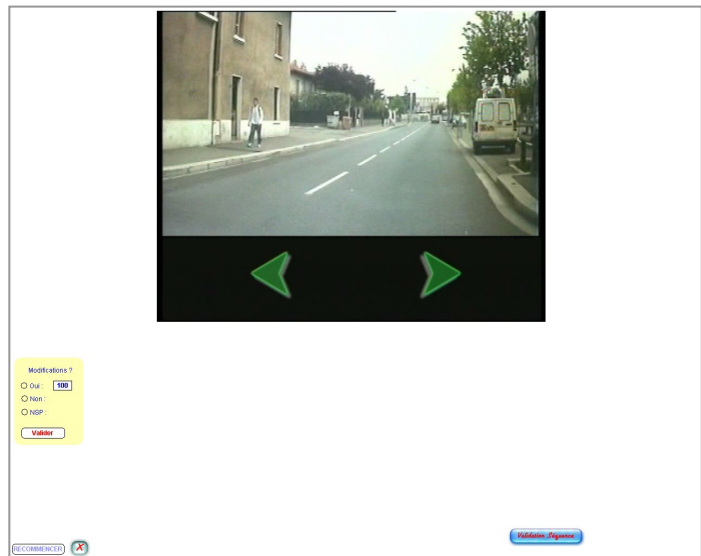 Modifications ?
Oui : 100
Non :
NSP :
Valider
Validation Séquence
RECOMMENCER X